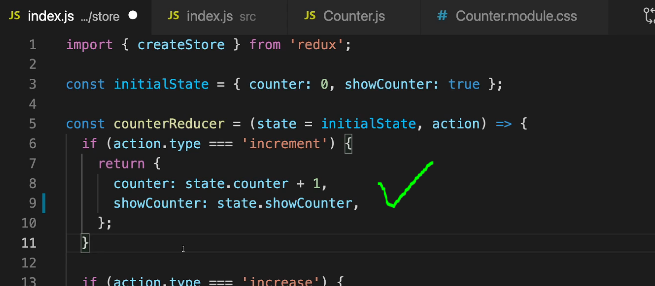 JS index.js .../store JS index.js src JS Counter.js # Counter.module.css
1 import { createStore } from 'redux';
2
3 const initialState = { counter: 0, showCounter: true };
4
5 const counterReducer = (state = initialState, action) => {
6 if (action.type === 'increment') {
7 return {
8 counter: state.counter + 1,
9 showCounter: state.showCounter,
10 };
11 }
12
13 if (action.type === 'increase') {